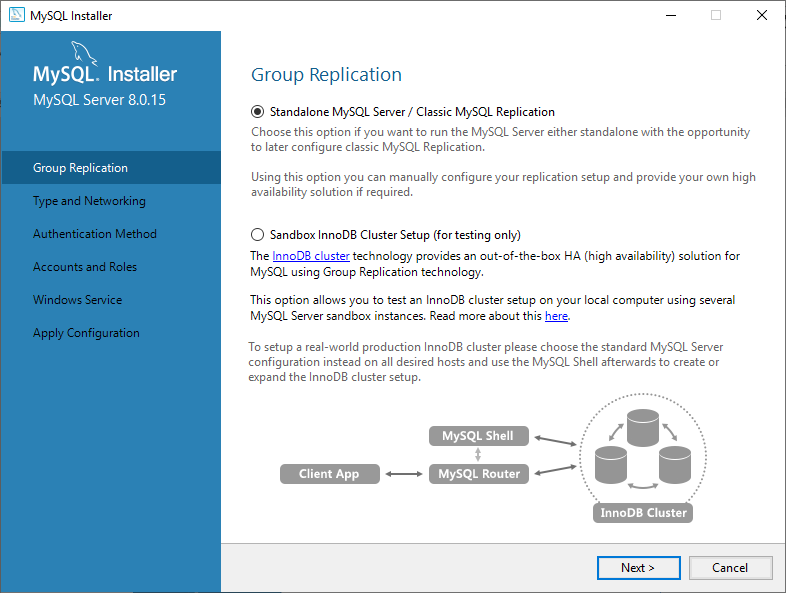 MySQL Installer
MySQL. Installer
MySQL Server 8.0.15
Group Replication
Type and Networking
Authentication Method
Accounts and Roles
Windows Service
Apply Configuration
Group Replication
Standalone MySQL Server / Classic MySQL Replication
Choose this option if you want to run the MySQL Server either standalone with the opportunity
to later configure classic MySQL Replication.
Using this option you can manually configure your replication setup and provide your own high
availability solution if required.
Sandbox InnoDB Cluster Setup (for testing only)
The InnoDB cluster technology provides an out-of-the-box HA (high availability) solution for
MySQL using Group Replication technology.
This option allows you to test an InnoDB cluster setup on your local computer using several
MySQL Server sandbox instances. Read more about this here.
To setup a real-world production InnoDB cluster please choose the standard MySQL Server
configuration instead on all desired hosts and use the MySQL Shell afterwards to create or
expand the InnoDB cluster setup.
MySQL Shell
Client App
MySQL Router
InnoDB Cluster
Next >
Cancel